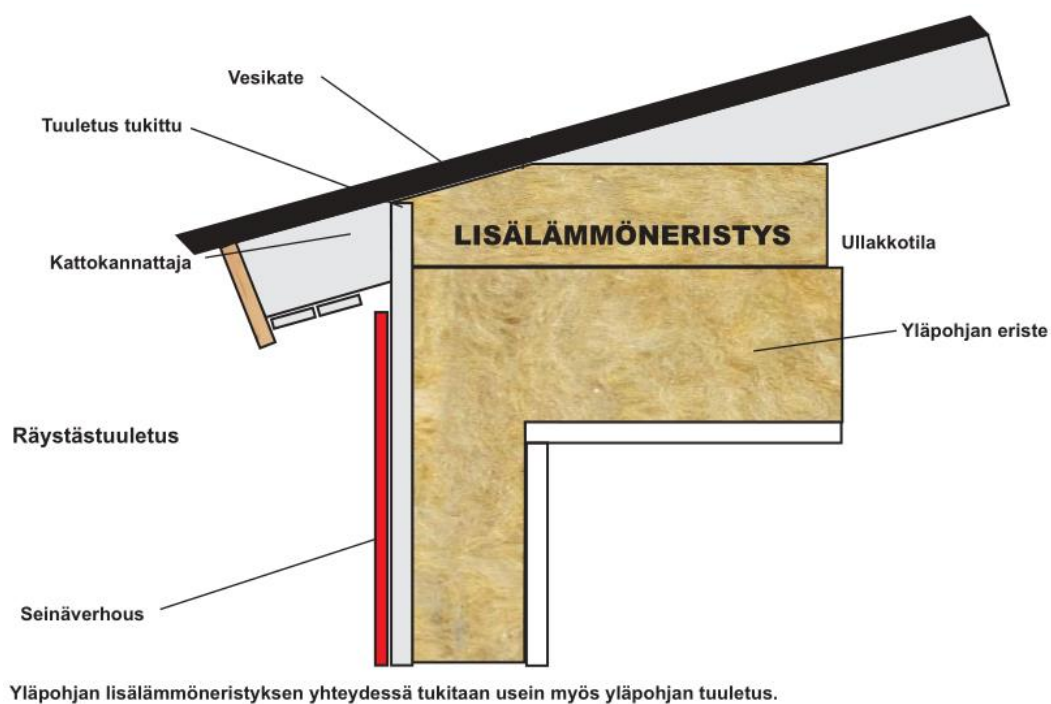 Vesikate
Tuuletus tukittu
LISÄLÄMMÖNERISTYS
Ullakkotila
Kattokannattaja
Yläpohjan eriste
Räystästuuletus
Seinäverhous
Yläpohjan lisälämmöneristyksen yhteydessä tukitaan usein myös yläpohjan tuuletus.